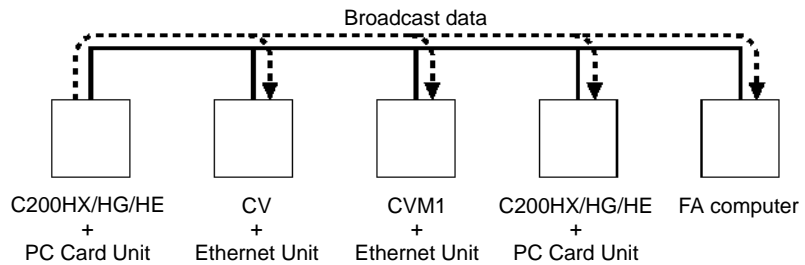 Broadcast data
C200HX/HG/HE
+
PC Card Unit
CV
+
Ethernet Unit
CVM1
+
Ethernet Unit
C200HX/HG/HE
+
PC Card Unit
FA computer